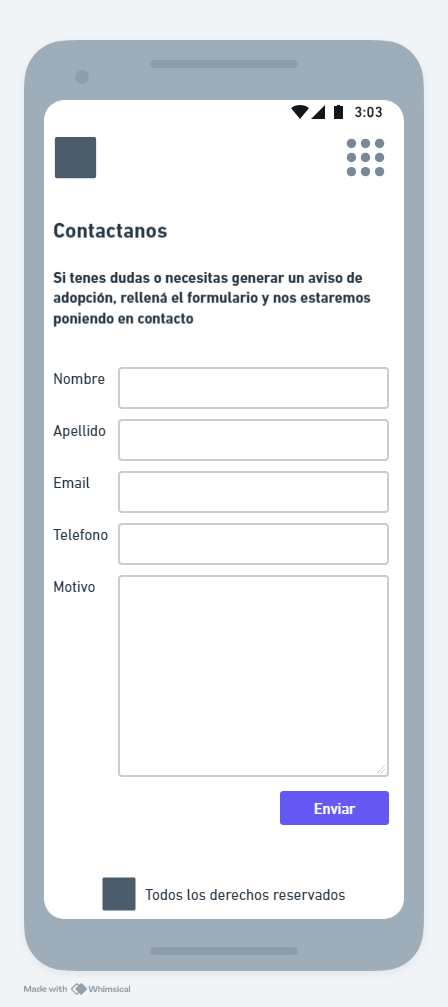 3:03
Contactanos
Si tenes dudas o necesitas generar un aviso de
adopción, rellená el formulario y nos estaremos
poniendo en contacto
Nombre
Apellido
Email
Telefono
Motivo
Enviar
Todos los derechos reservados
Made with Whimsical